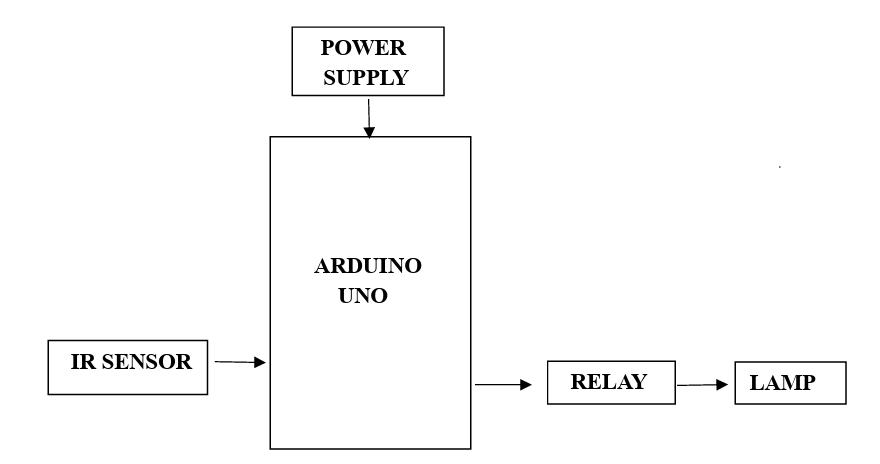 POWER
SUPPLY
ARDUINO
UNO
IR SENSOR
RELAY
LAMP